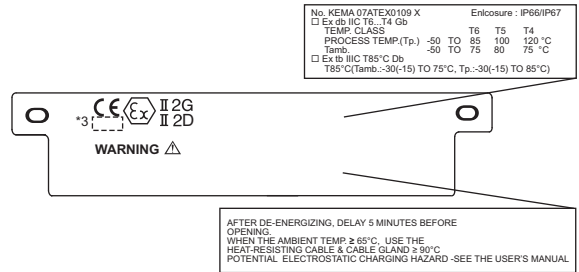 No. KEMA 07ATEX0109 X Enlcosure : IP66/IP67
□ Ex db IIC T6...T4 Gb
TEMP. CLASS T6 T5 T4
PROCESS TEMP.(Tp.) -50 TO 85 100 120 °C
Tamb. -50 TO 75 80 75 °C
□ Ex tb IIIC T85°C Db
T85°C(Tamb.:-30(-15) TO 75°C, Tp.:-30(-15) TO 85°C)
CE Ex II 2G
*3 II 2D
WARNING ⚠
AFTER DE-ENERGIZING, DELAY 5 MINUTES BEFORE
OPENING.
WHEN THE AMBIENT TEMP. ≥ 65°C, USE THE
HEAT-RESISTING CABLE & CABLE GLAND ≥ 90°C
POTENTIAL ELECTROSTATIC CHARGING HAZARD -SEE THE USER'S MANUAL